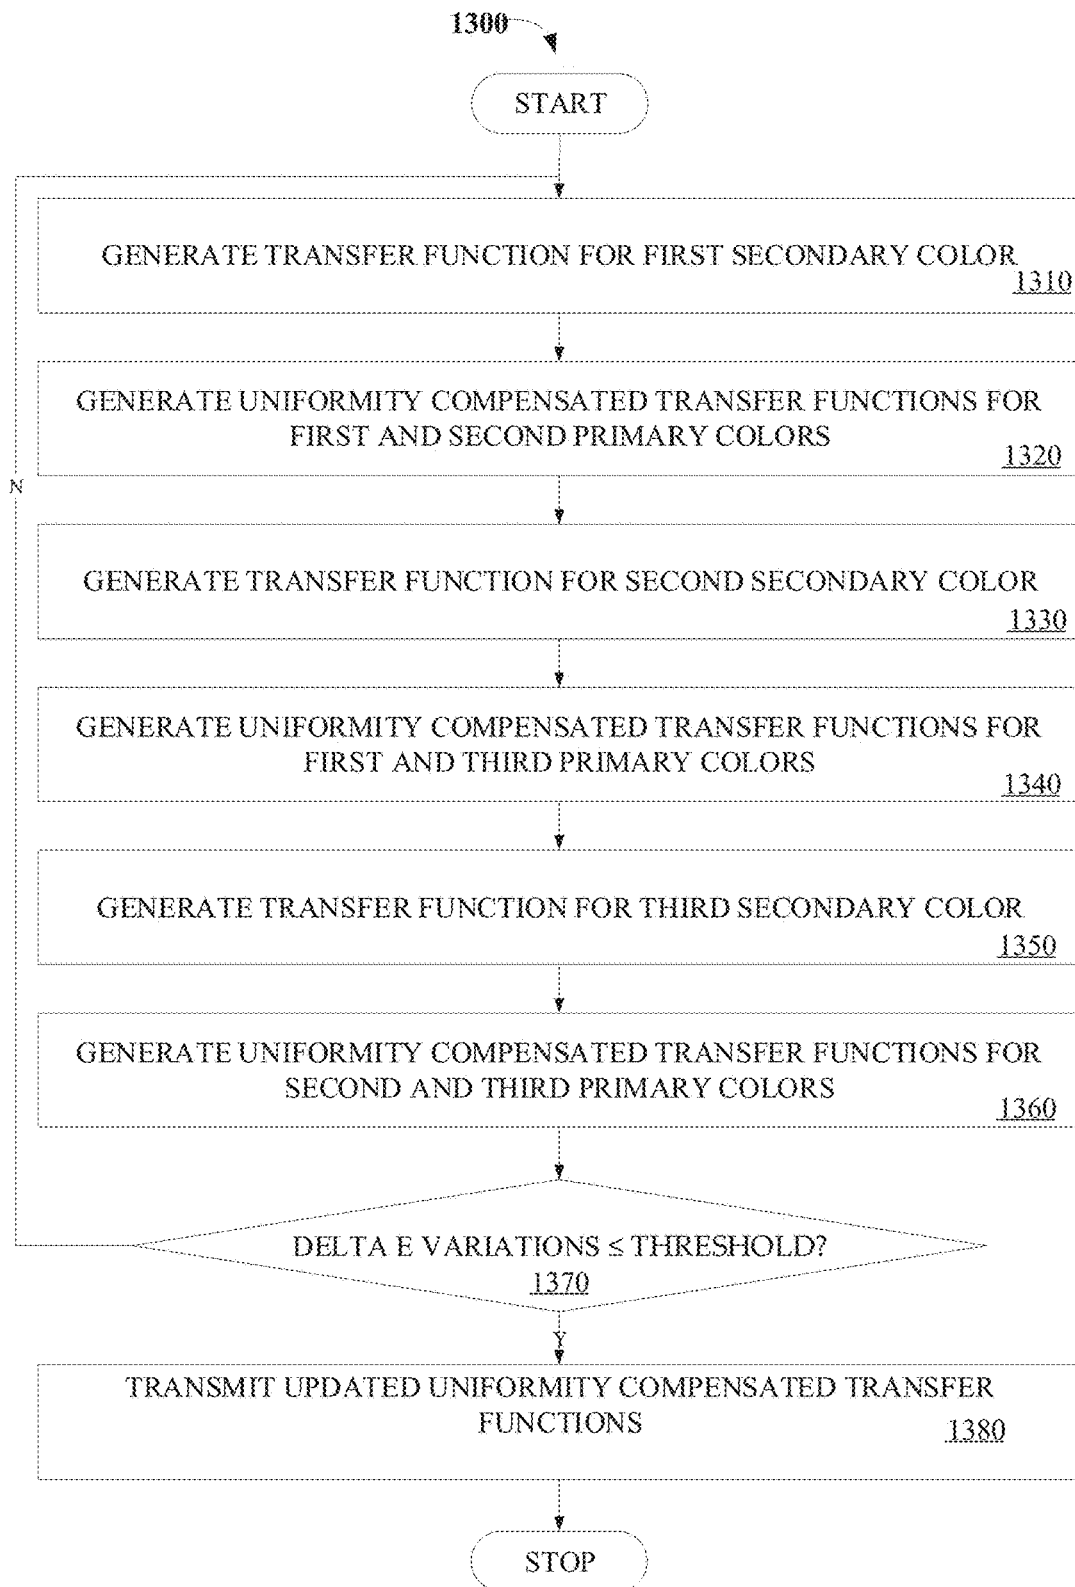 1300
START
GENERATE TRANSFER FUNCTION FOR FIRST SECONDARY COLOR
1310
GENERATE UNIFORMITY COMPENSATED TRANSFER FUNCTIONS FOR
FIRST AND SECOND PRIMARY COLORS
1320
N
GENERATE TRANSFER FUNCTION FOR SECOND SECONDARY COLOR
1330
GENERATE UNIFORMITY COMPENSATED TRANSFER FUNCTIONS FOR
FIRST AND THIRD PRIMARY COLORS
1340
GENERATE TRANSFER FUNCTION FOR THIRD SECONDARY COLOR
1350
GENERATE UNIFORMITY COMPENSATED TRANSFER FUNCTIONS FOR
SECOND AND THIRD PRIMARY COLORS
1360
DELTA E VARIATIONS ≤ THRESHOLD?
1370
Y
TRANSMIT UPDATED UNIFORMITY COMPENSATED TRANSFER
FUNCTIONS
1380
STOP